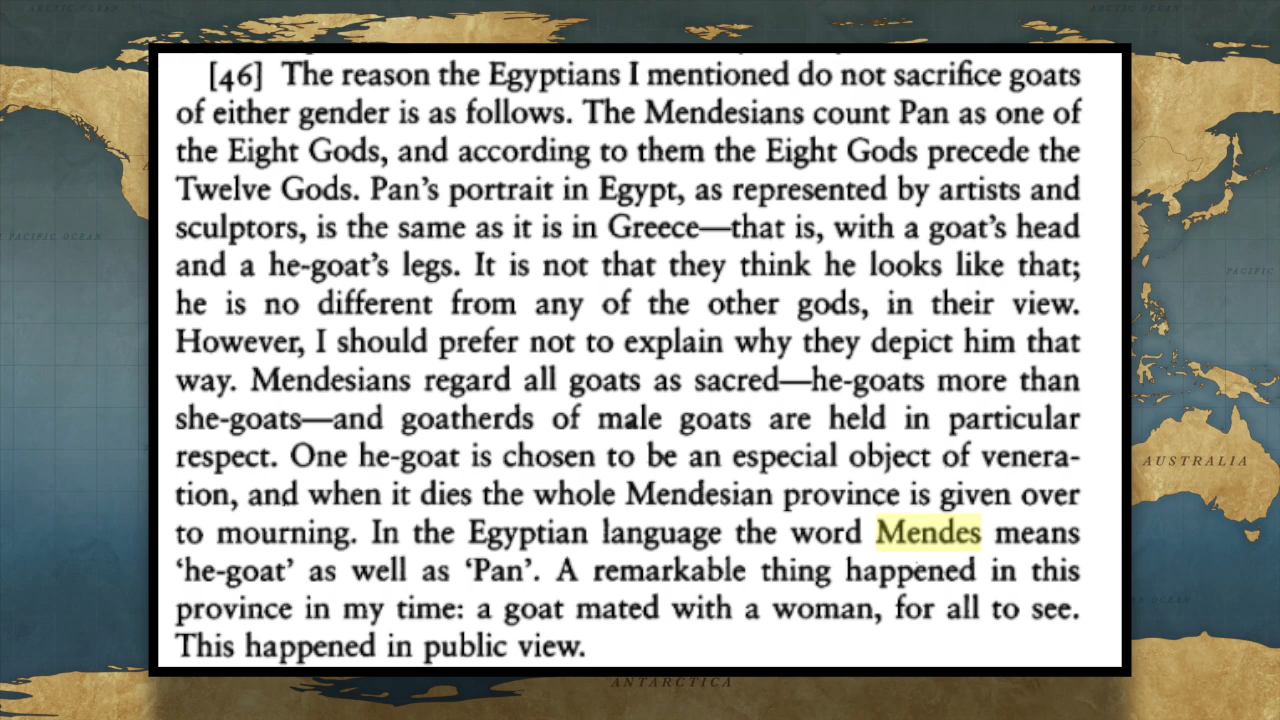 ARCTIC OCEAN
ARCTIC OCEAN
PACIFIC OCEAN
PACIFIC
AUSTRALIA
OCEAN
ANTARCTICA
[46] The reason the Egyptians I mentioned do not sacrifice goats
of either gender is as follows. The Mendesians count Pan as one of
the Eight Gods, and according to them the Eight Gods precede the
Twelve Gods. Pan's portrait in Egypt, as represented by artists and
sculptors, is the same as it is in Greece—that is, with a goat's head
and a he-goat's legs. It is not that they think he looks like that;
he is no different from any of the other gods, in their view.
However, I should prefer not to explain why they depict him that
way. Mendesians regard all goats as sacred—he-goats more than
she-goats—and goatherds of male goats are held in particular
respect. One he-goat is chosen to be an especial object of venera-
tion, and when it dies the whole Mendesian province is given over
to mourning. In the Egyptian language the word Mendes means
'he-goat' as well as 'Pan'. A remarkable thing happened in this
province in my time: a goat mated with a woman, for all to see.
This happened in public view.